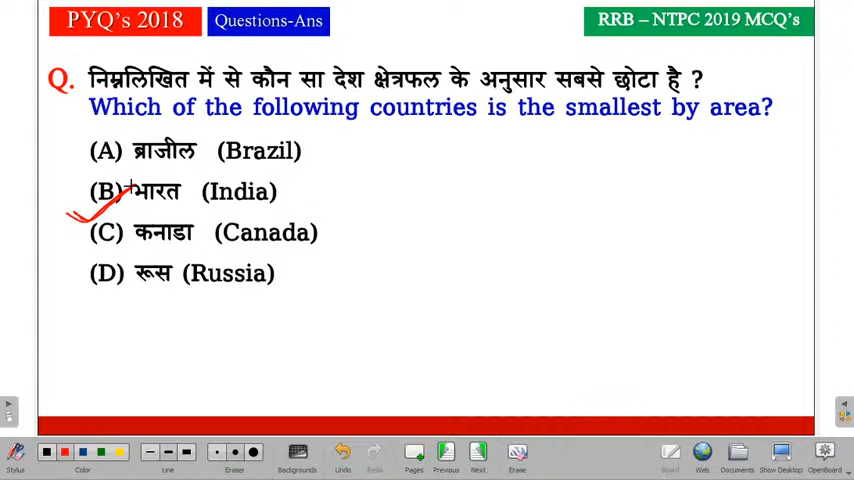 PYQ's 2018 Questions-Ans RRB – NTPC 2019 MCQ's
Q. निम्नलिखित में से कौन सा देश क्षेत्रफल के अनुसार सबसे छोटा है ?
Which of the following countries is the smallest by area?
(A) ब्राजील (Brazil)
(B) भारत (India)
(C) कनाडा (Canada)
(D) रूस (Russia)
Stylus Color Line Eraser Backgrounds Undo Redo Pages Previous Next Erase Board Web Documents Show Desktop OpenBoard